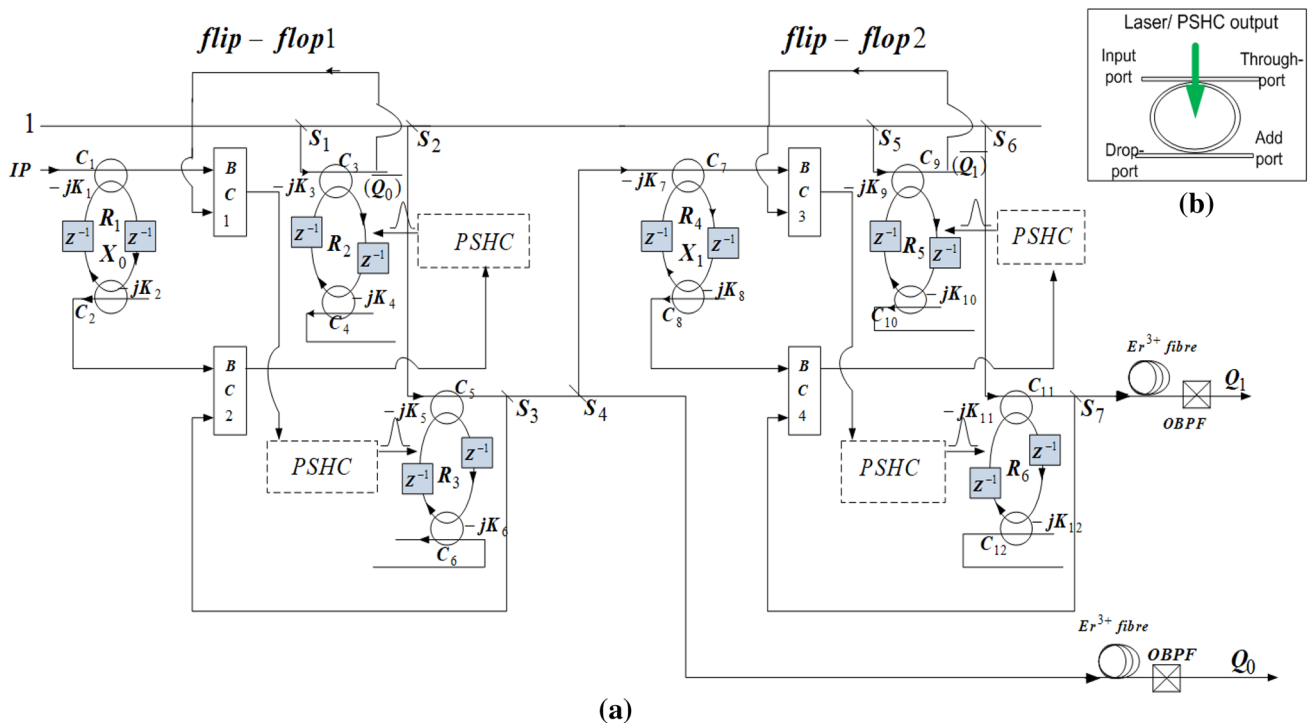 flip – flop1
flip – flop2
Laser/ PSHC output
Input port
Through-port
Drop-port
Add port
(b)
1
S₁
S₂
S₅
S₆
IP
C₁
–jK₁
Z⁻¹
R₁
X₀
Z⁻¹
–jK₂
C₂
B C 1
C₃
–jK₃
(Q̅₀)
Z⁻¹
R₂
Z⁻¹
–jK₄
C₄
PSHC
C₇
–jK₇
Z⁻¹
R₄
X₁
Z⁻¹
–jK₈
C₈
B C 3
C₉
–jK₉
(Q̅₁)
Z⁻¹
R₅
Z⁻¹
–jK₁₀
C₁₀
PSHC
B C 2
C₅
–jK₅
S₃
S₄
PSHC
Z⁻¹
R₃
Z⁻¹
–jK₆
C₆
B C 4
C₁₁
–jK₁₁
S₇
PSHC
Z⁻¹
R₆
Z⁻¹
–jK₁₂
C₁₂
Er³⁺ fibre
Q₁
OBPF
Er³⁺ fibre
OBPF
Q₀
(a)